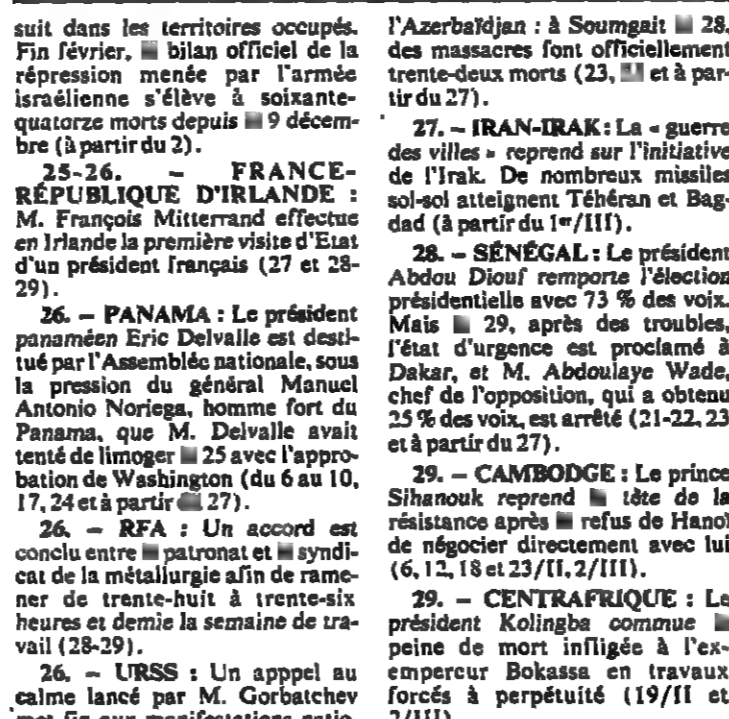 suit dans les territoires occupés.
Fin février, bilan officiel de la
répression menée par l'armée
israélienne s'élève à soixante-
quatorze morts depuis 9 décem-
bre (à partir du 2).
25-26. – FRANCE-
RÉPUBLIQUE D'IRLANDE :
M. François Mitterrand effectue
en Irlande la première visite d'Etat
d'un président français (27 et 28-
29).
26. – PANAMA : Le président
panaméen Eric Delvalle est desti-
tué par l'Assemblée nationale, sous
la pression du général Manuel
Antonio Noriega, homme fort du
Panama, que M. Delvalle avait
tenté de limoger 25 avec l'appro-
bation de Washington (du 6 au 10,
17, 24 et à partir 27).
26. – RFA : Un accord est
conclu entre patronat et syndi-
cat de la métallurgie afin de rame-
ner de trente-huit à trente-six
heures et demie la semaine de tra-
vail (28-29).
26. – URSS : Un apppel au
calme lancé par M. Gorbatchev
met fin aux manifestations natio-
l'Azerbaïdjan : à Soumgait 28,
des massacres font officiellement
trente-deux morts (23, et à par-
tir du 27).
27. – IRAN-IRAK : La « guerre
des villes » reprend sur l'initiative
de l'Irak. De nombreux missiles
sol-sol atteignent Téhéran et Bag-
dad (à partir du 1er/III).
28. – SÉNÉGAL : Le président
Abdou Diouf remporte l'élection
présidentielle avec 73 % des voix.
Mais 29, après des troubles,
l'état d'urgence est proclamé à
Dakar, et M. Abdoulaye Wade,
chef de l'opposition, qui a obtenu
25 % des voix, est arrêté (21-22, 23
et à partir du 27).
29. – CAMBODGE : Le prince
Sihanouk reprend tête de la
résistance après refus de Hanoï
de négocier directement avec lui
(6, 12, 18 et 23/II, 2/III).
29. – CENTRAFRIQUE : Le
président Kolingba commue
peine de mort infligée à l'ex-
empereur Bokassa en travaux
forcés à perpétuité (19/II et
2/III).